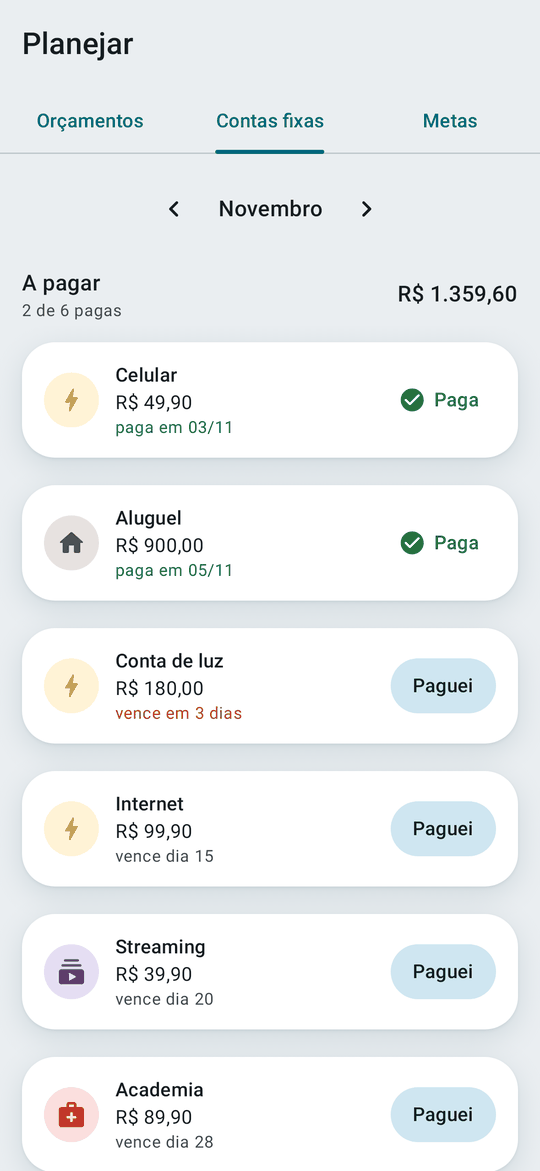 Planejar
Orçamentos
Contas fixas
Metas
Novembro
A pagar
2 de 6 pagas
R$ 1.359,60
Celular
R$ 49,90
paga em 03/11
Paga
Aluguel
R$ 900,00
paga em 05/11
Paga
Conta de luz
R$ 180,00
vence em 3 dias
Paguei
Internet
R$ 99,90
vence dia 15
Paguei
Streaming
R$ 39,90
vence dia 20
Paguei
Academia
R$ 89,90
vence dia 28
Paguei